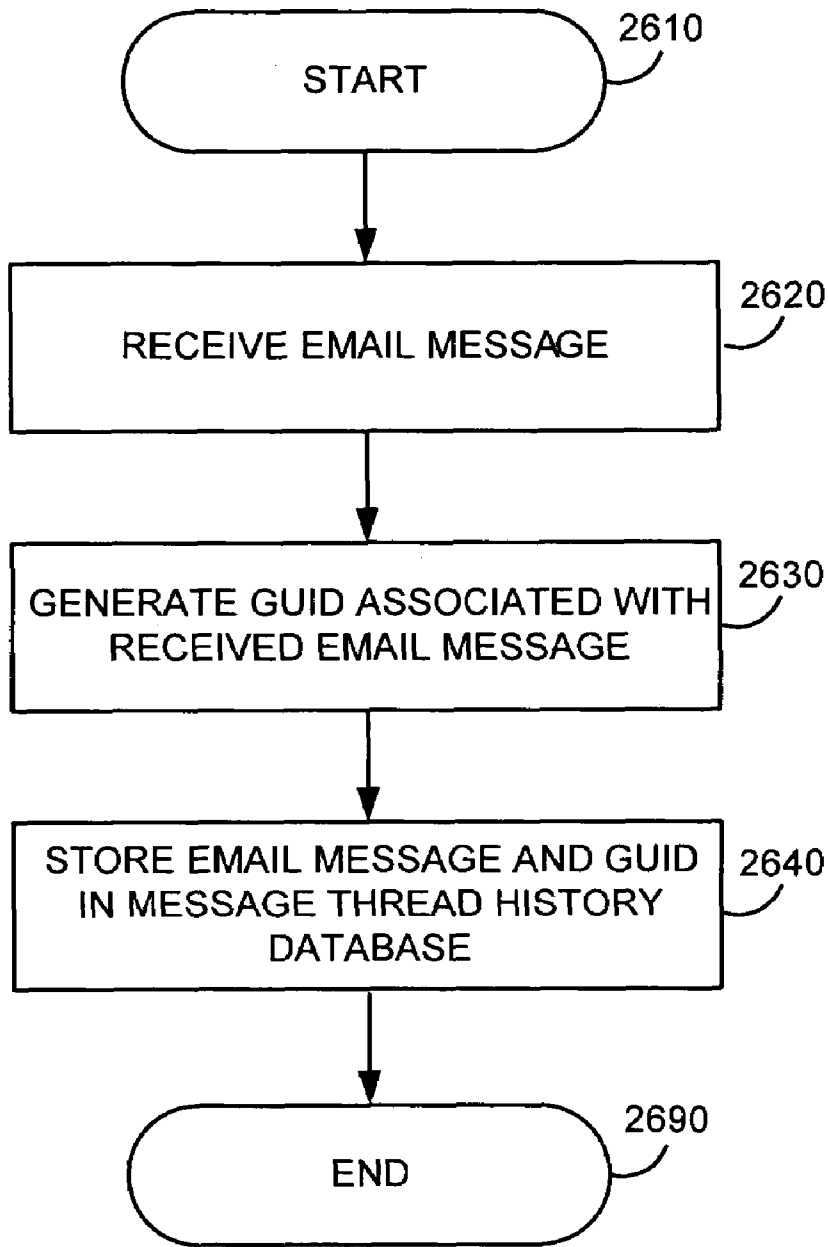 2610
START
2620
RECEIVE EMAIL MESSAGE
2630
GENERATE GUID ASSOCIATED WITH
RECEIVED EMAIL MESSAGE
2640
STORE EMAIL MESSAGE AND GUID
IN MESSAGE THREAD HISTORY
DATABASE
2690
END